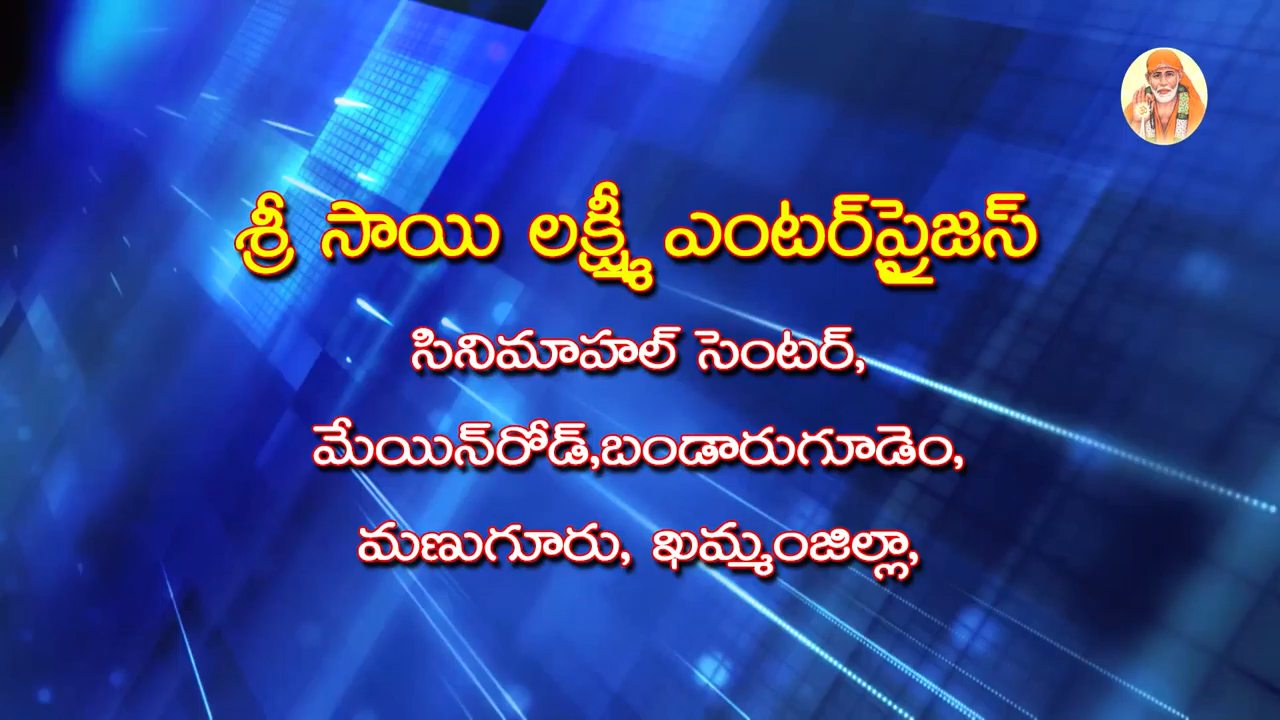 శ్రీ సాయి లక్ష్మీ ఎంటర్‌ప్రైజస్
సినిమాహల్ సెంటర్,
మేయిన్‌రోడ్,బండారుగూడెం,
మణుగూరు, ఖమ్మంజిల్లా,